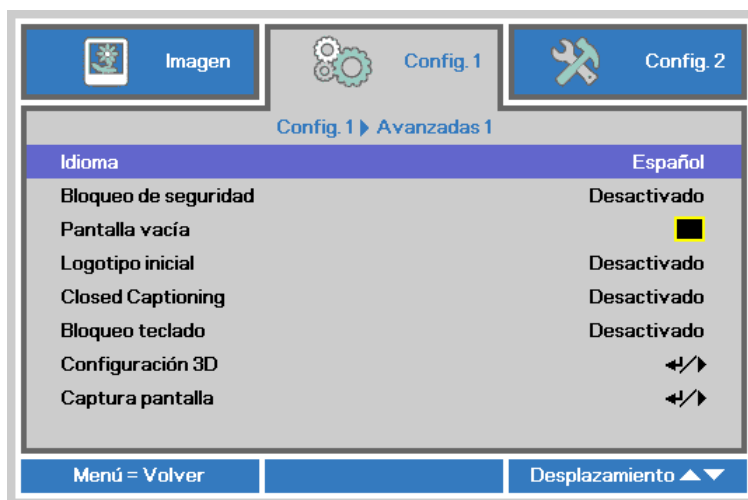 Imagen Config. 1 Config. 2
Config. 1 Avanzadas 1
Idioma Español
Bloqueo de seguridad Desactivado
Pantalla vacía
Logotipo inicial Desactivado
Closed Captioning Desactivado
Bloqueo teclado Desactivado
Configuración 3D
Captura pantalla
Menú = Volver Desplazamiento